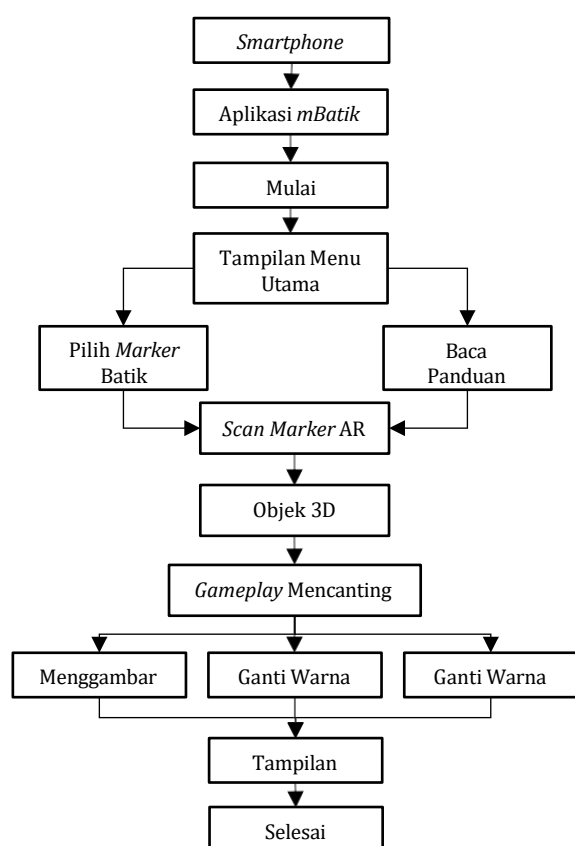 Smartphone
Aplikasi mBatik
Mulai
Tampilan Menu
Utama
Pilih Marker
Batik
Baca
Panduan
Scan Marker AR
Objek 3D
Gameplay Mencanting
Menggambar
Ganti Warna
Ganti Warna
Tampilan
Selesai